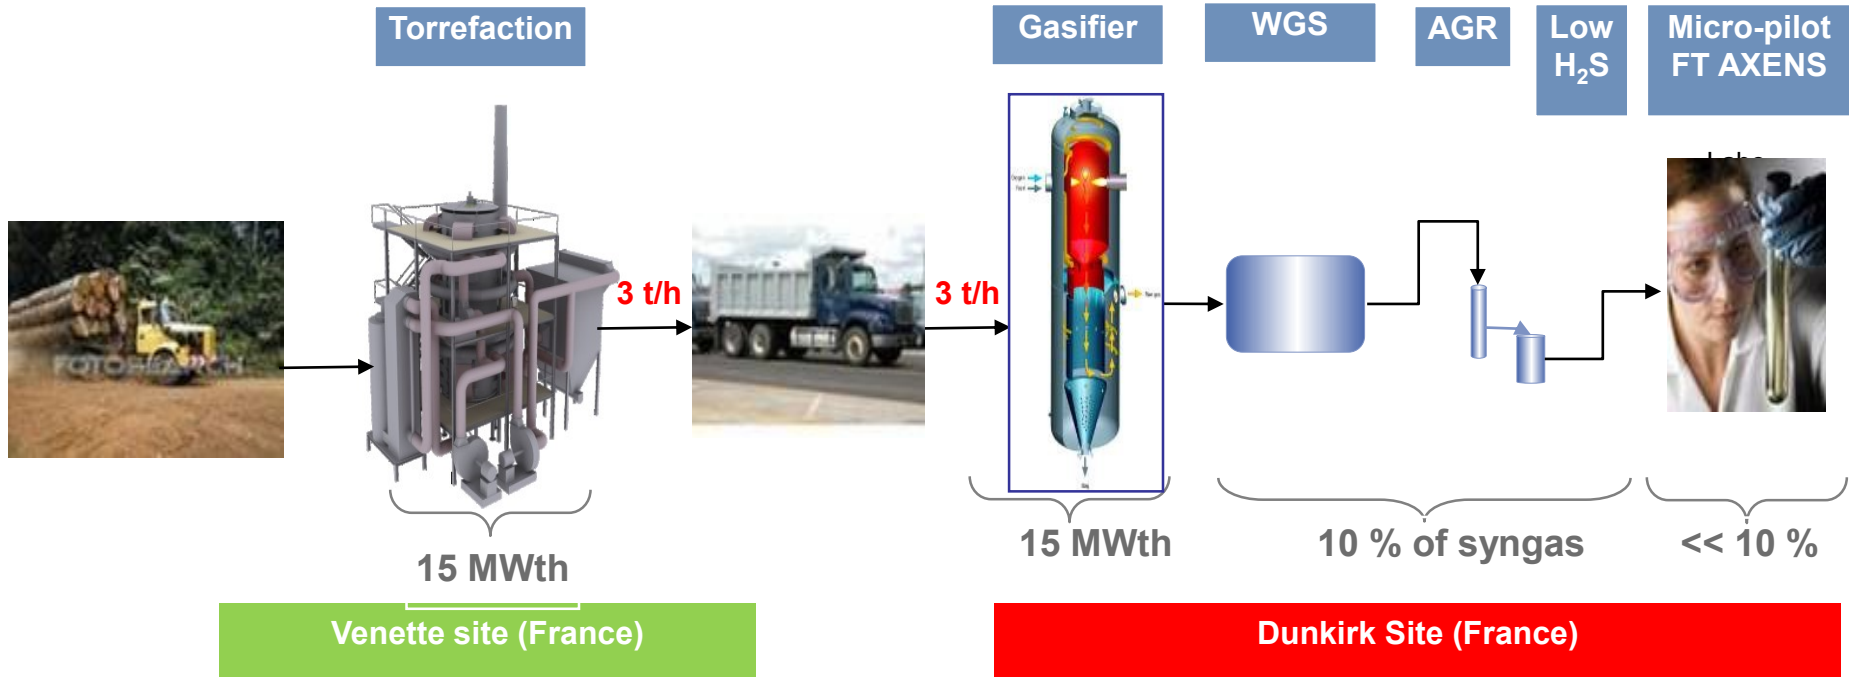 Torrefaction
Gasifier
WGS
AGR
Low
H₂S
Micro-pilot
FT AXENS
FOTOSEARCH
3 t/h
3 t/h
15 MWth
15 MWth
10 % of syngas
<< 10 %
Venette site (France)
Dunkirk Site (France)